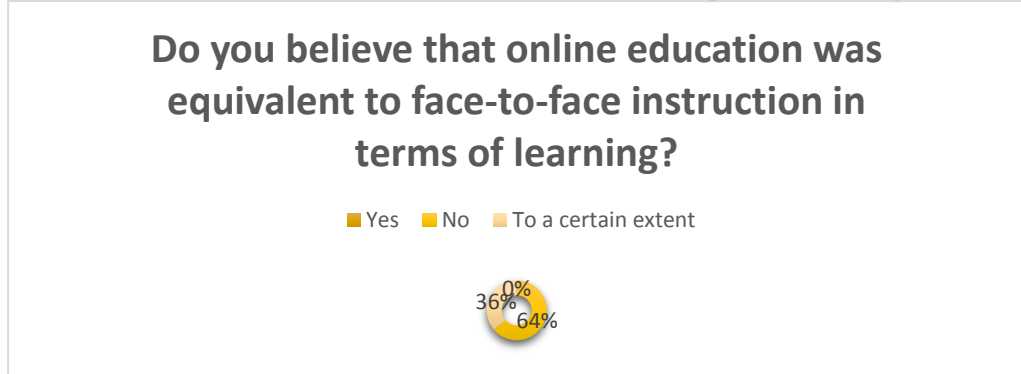 Do you believe that online education was
equivalent to face-to-face instruction in
terms of learning?
Yes No To a certain extent
0%
36%
64%